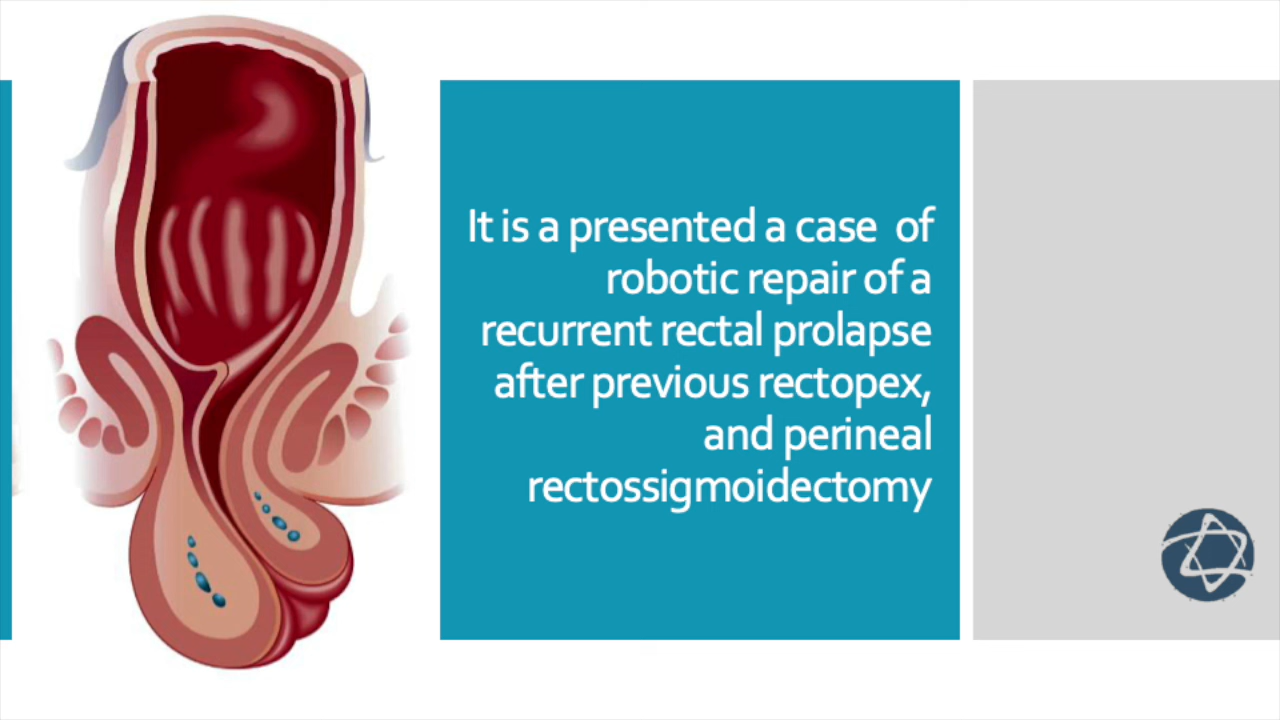 It is a presented a case of
robotic repair of a
recurrent rectal prolapse
after previous rectopex,
and perineal
rectossigmoidectomy